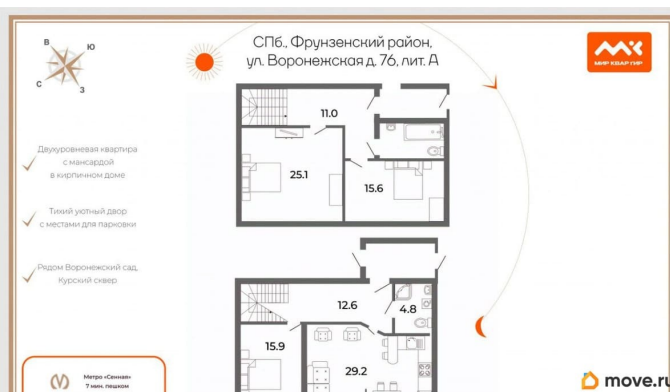 В
Ю
С
З
СПб., Фрунзенский район,
ул. Воронежская д. 76, лит. А
МИР КВАРТИР
Двухуровневая квартира
с мансардой
в кирпичном доме
Тихий уютный двор
с местами для парковки
Рядом Воронежский сад,
Курский сквер
11.0
25.1
15.6
12.6
4.8
15.9
29.2
Метро «Сенная»
7 мин. пешком
move.ru